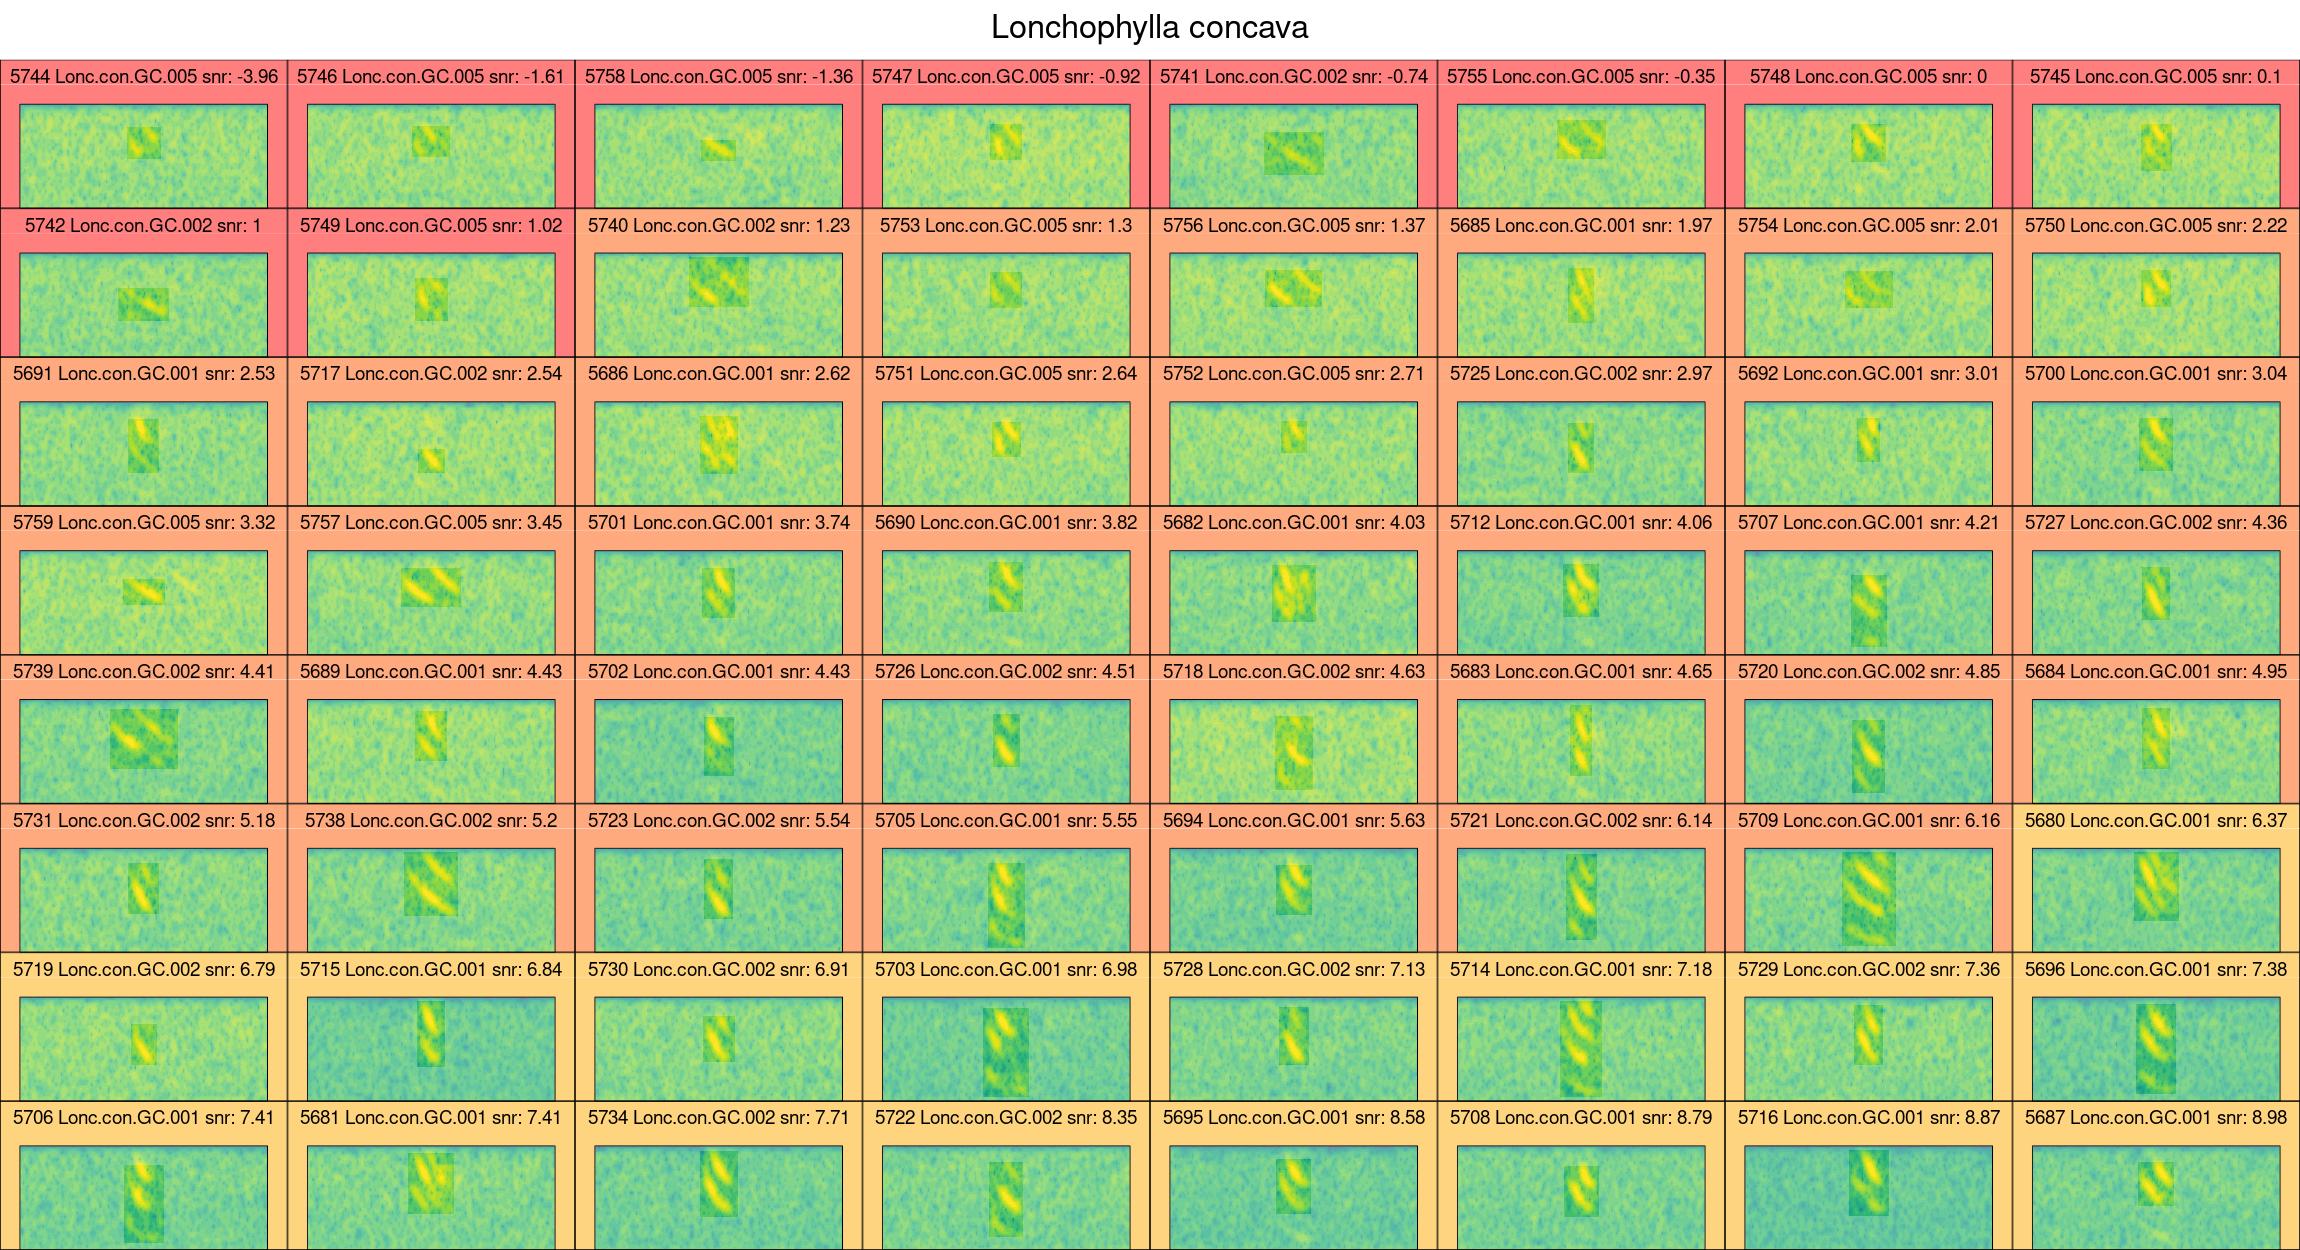 Lonchophylla concava
5744 Lonc.con.GC.005 snr: -3.96 5746 Lonc.con.GC.005 snr: -1.61 5758 Lonc.con.GC.005 snr: -1.36 5747 Lonc.con.GC.005 snr: -0.92 5741 Lonc.con.GC.002 snr: -0.74 5755 Lonc.con.GC.005 snr: -0.35 5748 Lonc.con.GC.005 snr: 0 5745 Lonc.con.GC.005 snr: 0.1
5742 Lonc.con.GC.002 snr: 1 5749 Lonc.con.GC.005 snr: 1.02 5740 Lonc.con.GC.002 snr: 1.23 5753 Lonc.con.GC.005 snr: 1.3 5756 Lonc.con.GC.005 snr: 1.37 5685 Lonc.con.GC.001 snr: 1.97 5754 Lonc.con.GC.005 snr: 2.01 5750 Lonc.con.GC.005 snr: 2.22
5691 Lonc.con.GC.001 snr: 2.53 5717 Lonc.con.GC.002 snr: 2.54 5686 Lonc.con.GC.001 snr: 2.62 5751 Lonc.con.GC.005 snr: 2.64 5752 Lonc.con.GC.005 snr: 2.71 5725 Lonc.con.GC.002 snr: 2.97 5692 Lonc.con.GC.001 snr: 3.01 5700 Lonc.con.GC.001 snr: 3.04
5759 Lonc.con.GC.005 snr: 3.32 5757 Lonc.con.GC.005 snr: 3.45 5701 Lonc.con.GC.001 snr: 3.74 5690 Lonc.con.GC.001 snr: 3.82 5682 Lonc.con.GC.001 snr: 4.03 5712 Lonc.con.GC.001 snr: 4.06 5707 Lonc.con.GC.001 snr: 4.21 5727 Lonc.con.GC.002 snr: 4.36
5739 Lonc.con.GC.002 snr: 4.41 5689 Lonc.con.GC.001 snr: 4.43 5702 Lonc.con.GC.001 snr: 4.43 5726 Lonc.con.GC.002 snr: 4.51 5718 Lonc.con.GC.002 snr: 4.63 5683 Lonc.con.GC.001 snr: 4.65 5720 Lonc.con.GC.002 snr: 4.85 5684 Lonc.con.GC.001 snr: 4.95
5731 Lonc.con.GC.002 snr: 5.18 5738 Lonc.con.GC.002 snr: 5.2 5723 Lonc.con.GC.002 snr: 5.54 5705 Lonc.con.GC.001 snr: 5.55 5694 Lonc.con.GC.001 snr: 5.63 5721 Lonc.con.GC.002 snr: 6.14 5709 Lonc.con.GC.001 snr: 6.16 5680 Lonc.con.GC.001 snr: 6.37
5719 Lonc.con.GC.002 snr: 6.79 5715 Lonc.con.GC.001 snr: 6.84 5730 Lonc.con.GC.002 snr: 6.91 5703 Lonc.con.GC.001 snr: 6.98 5728 Lonc.con.GC.002 snr: 7.13 5714 Lonc.con.GC.001 snr: 7.18 5729 Lonc.con.GC.002 snr: 7.36 5696 Lonc.con.GC.001 snr: 7.38
5706 Lonc.con.GC.001 snr: 7.41 5681 Lonc.con.GC.001 snr: 7.41 5734 Lonc.con.GC.002 snr: 7.71 5722 Lonc.con.GC.002 snr: 8.35 5695 Lonc.con.GC.001 snr: 8.58 5708 Lonc.con.GC.001 snr: 8.79 5716 Lonc.con.GC.001 snr: 8.87 5687 Lonc.con.GC.001 snr: 8.98